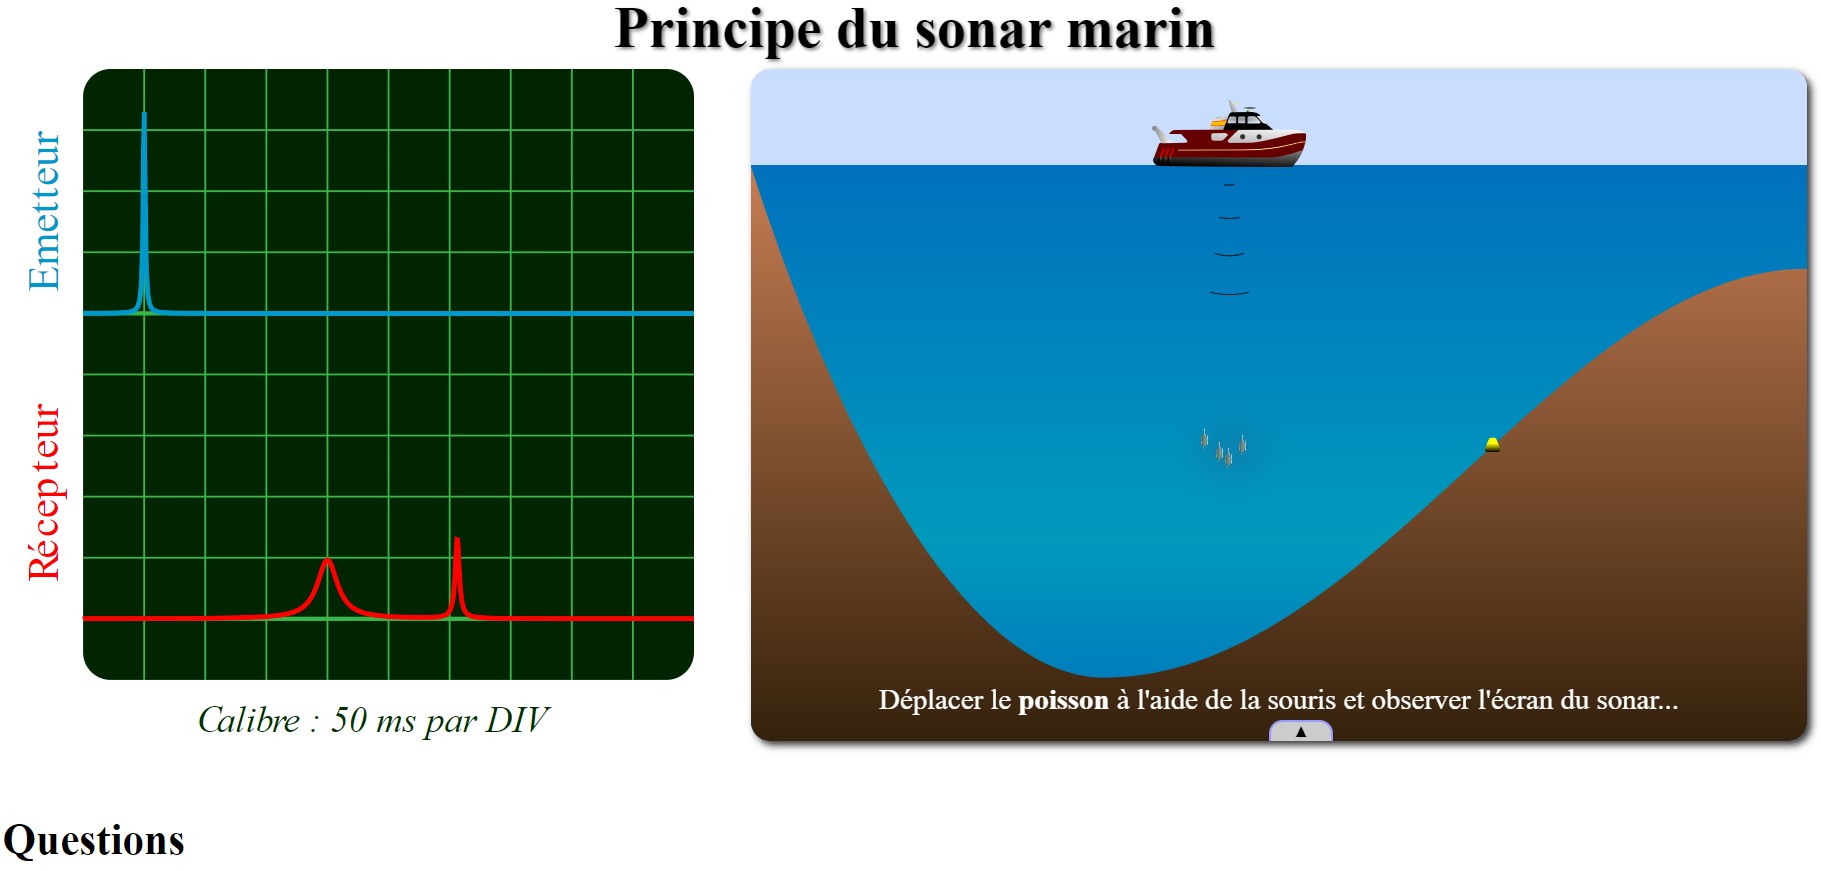 Principe du sonar marin
Emetteur
Récepteur
Calibre : 50 ms par DIV
Déplacer le poisson à l'aide de la souris et observer l'écran du sonar...
▲
Questions